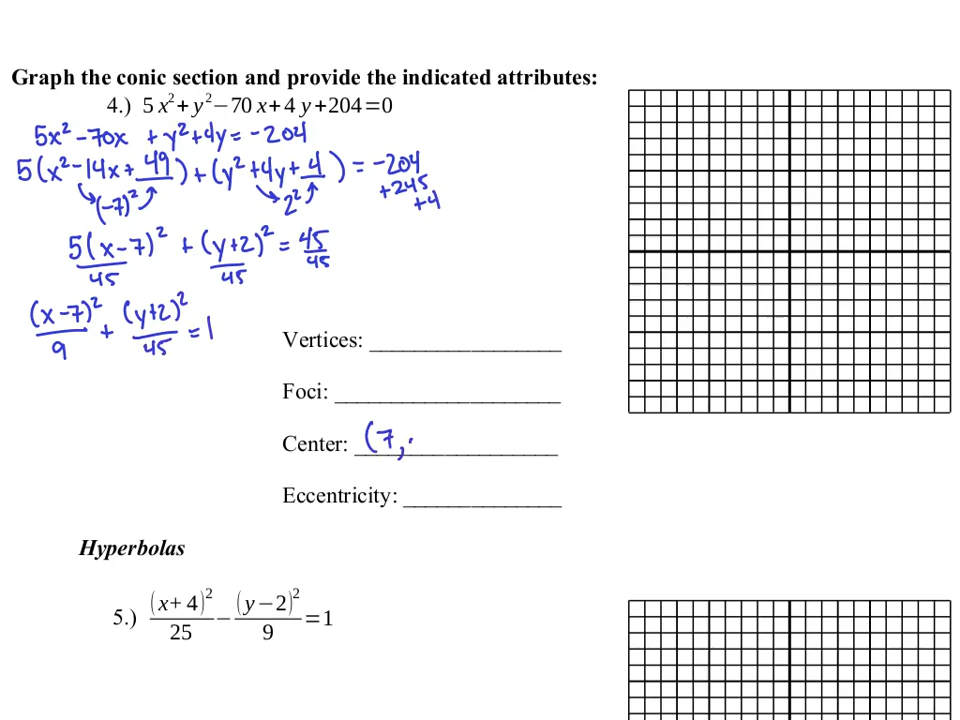 Graph the conic section and provide the indicated attributes:
4.) 5x²+y²−70x+4y+204=0
5x²-70x +y²+4y=-204
5(x²-14x+49)+(y²+4y+4)=-204
+245
+4
(-7)² 2²
5(x-7)²/45 + (y+2)²/45 = 45/45
(x-7)²/9 + (y+2)²/45 = 1
Vertices: ____________________
Foci: ________________________
Center: (7,
Eccentricity: _________________
Hyperbolas
5.) (x+4)²/25 − (y−2)²/9 = 1